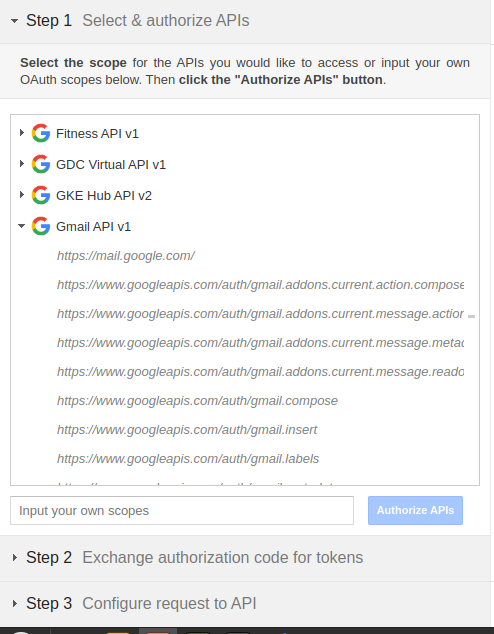 Step 1 Select & authorize APIs
Select the scope for the APIs you would like to access or input your own
OAuth scopes below. Then click the "Authorize APIs" button.
Fitness API v1
GDC Virtual API v1
GKE Hub API v2
Gmail API v1
https://mail.google.com/
https://www.googleapis.com/auth/gmail.addons.current.action.compose
https://www.googleapis.com/auth/gmail.addons.current.message.action
https://www.googleapis.com/auth/gmail.addons.current.message.metac
https://www.googleapis.com/auth/gmail.addons.current.message.reado
https://www.googleapis.com/auth/gmail.compose
https://www.googleapis.com/auth/gmail.insert
https://www.googleapis.com/auth/gmail.labels
Input your own scopes
Authorize APIs
Step 2 Exchange authorization code for tokens
Step 3 Configure request to API